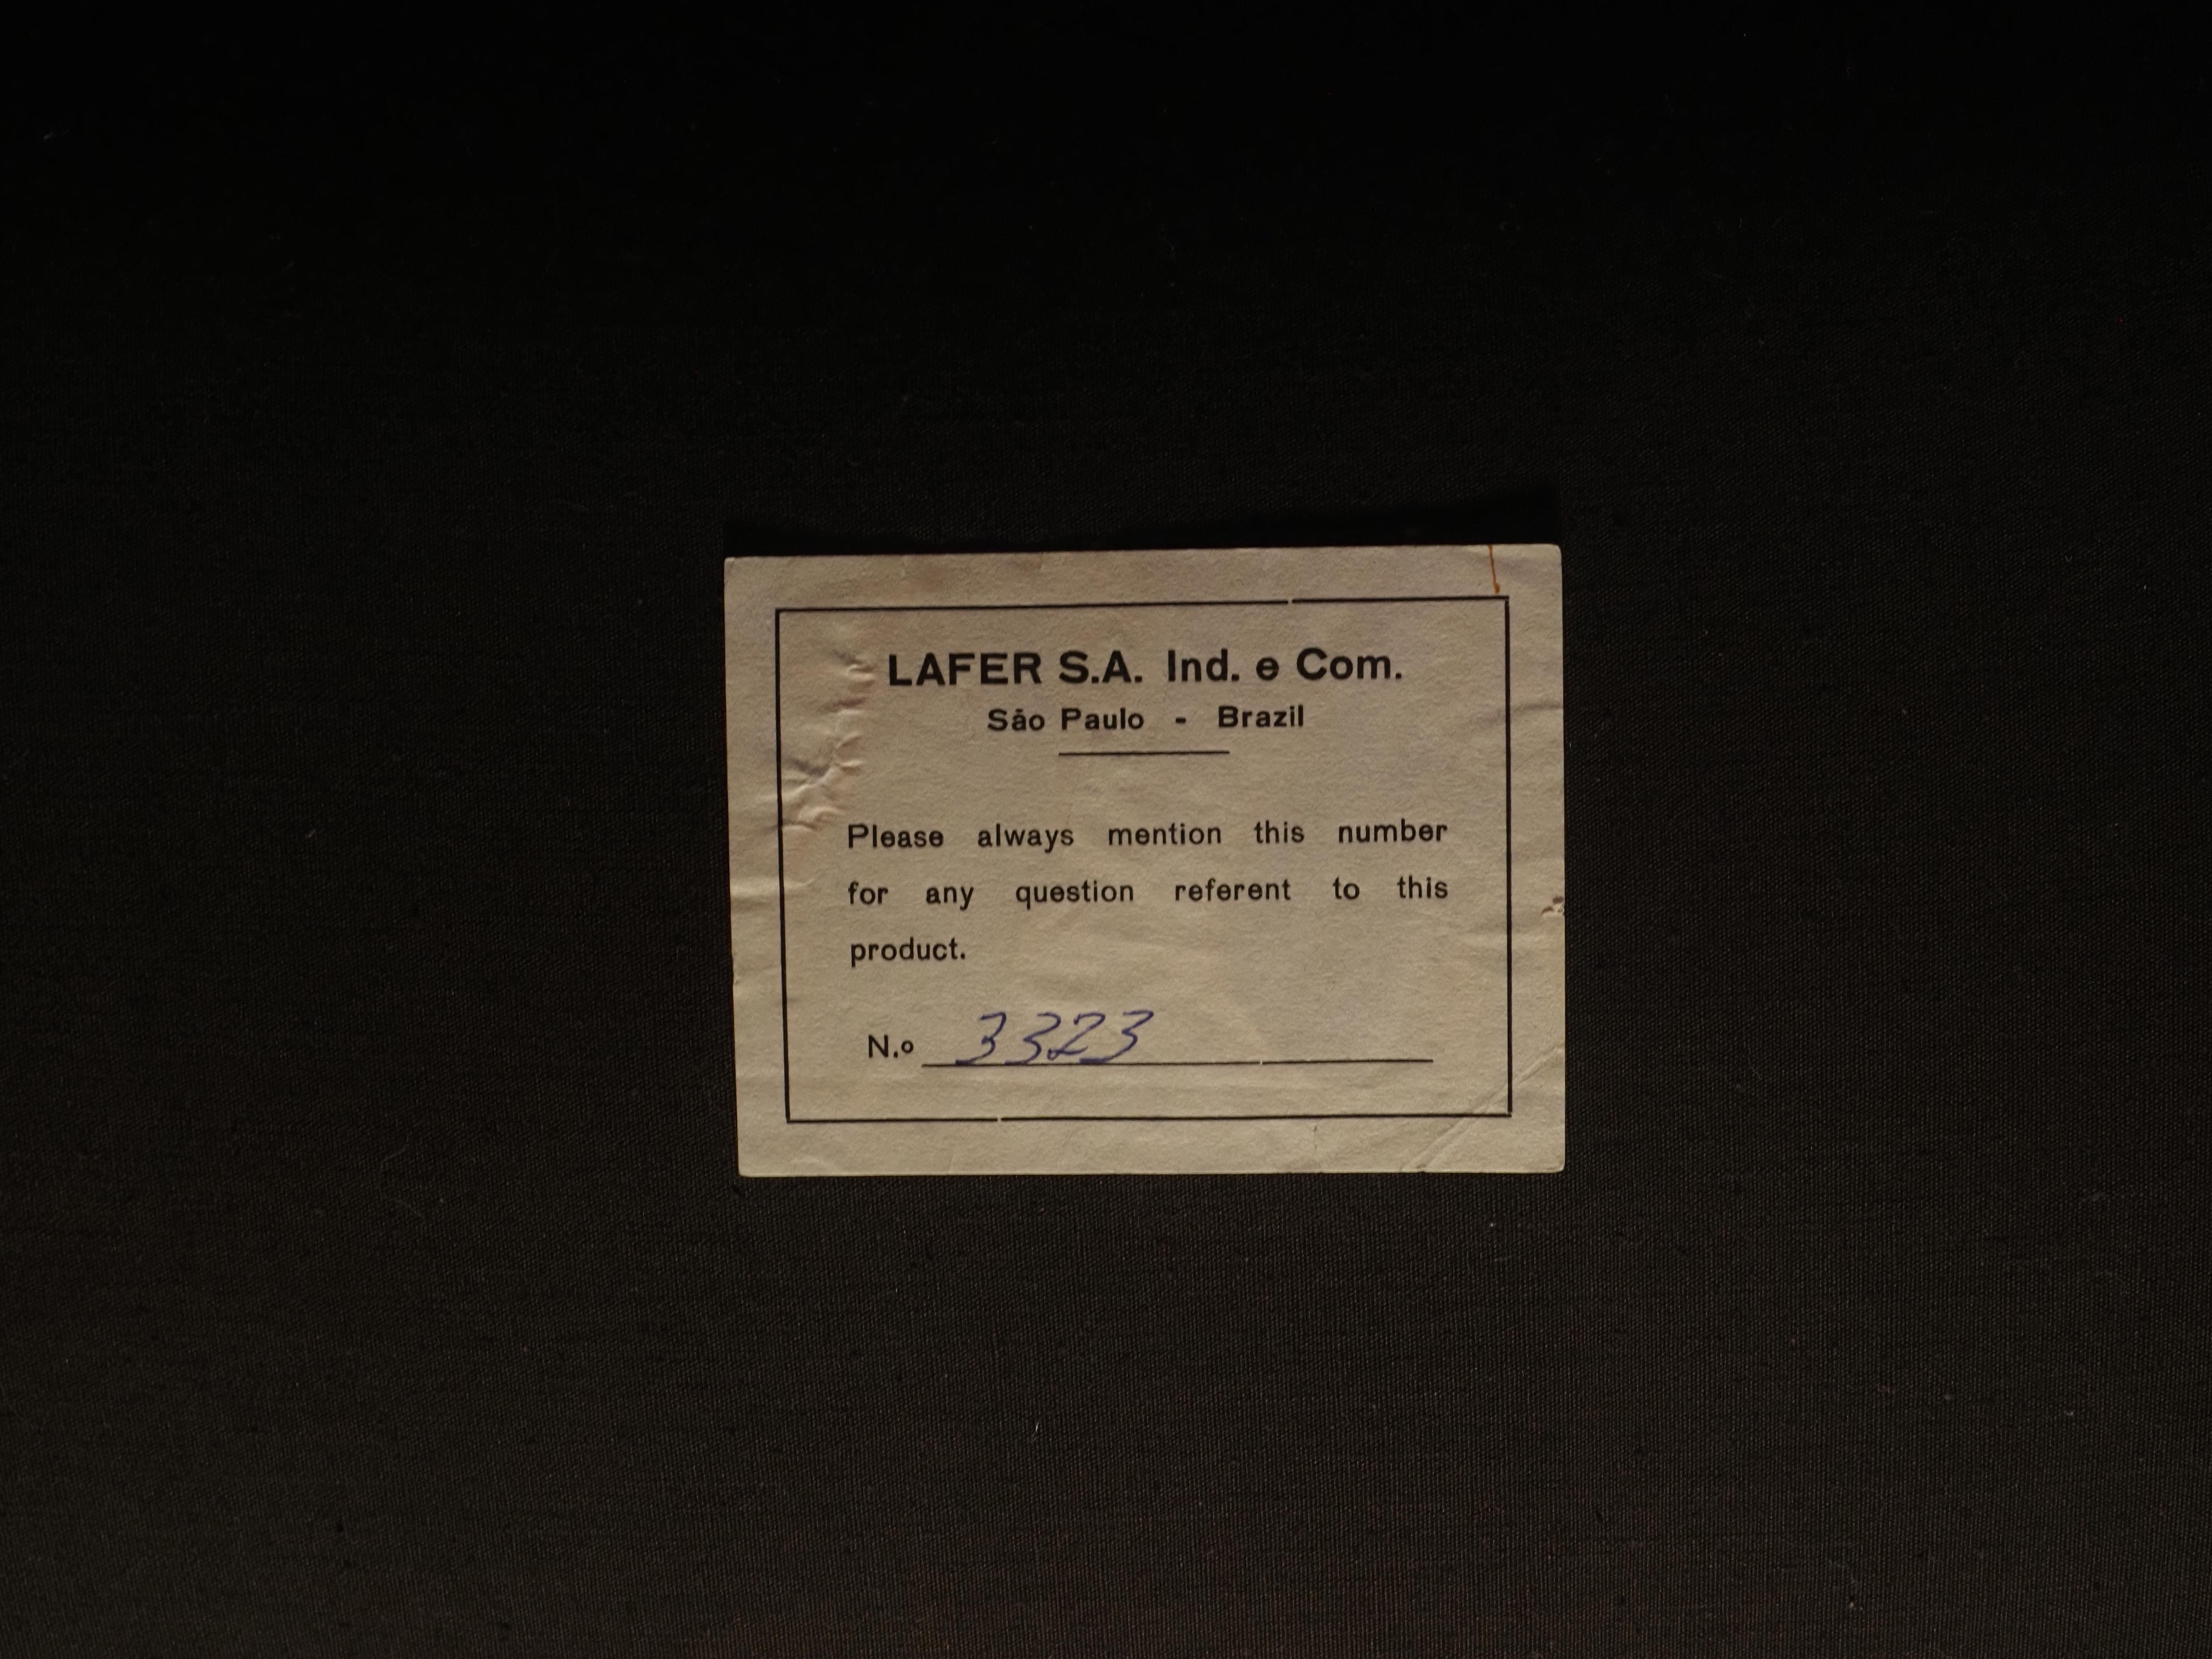 LAFER S.A. Ind. e Com.
São Paulo - Brazil
Please always mention this number
for any question referent to this
product.
N.o 3323